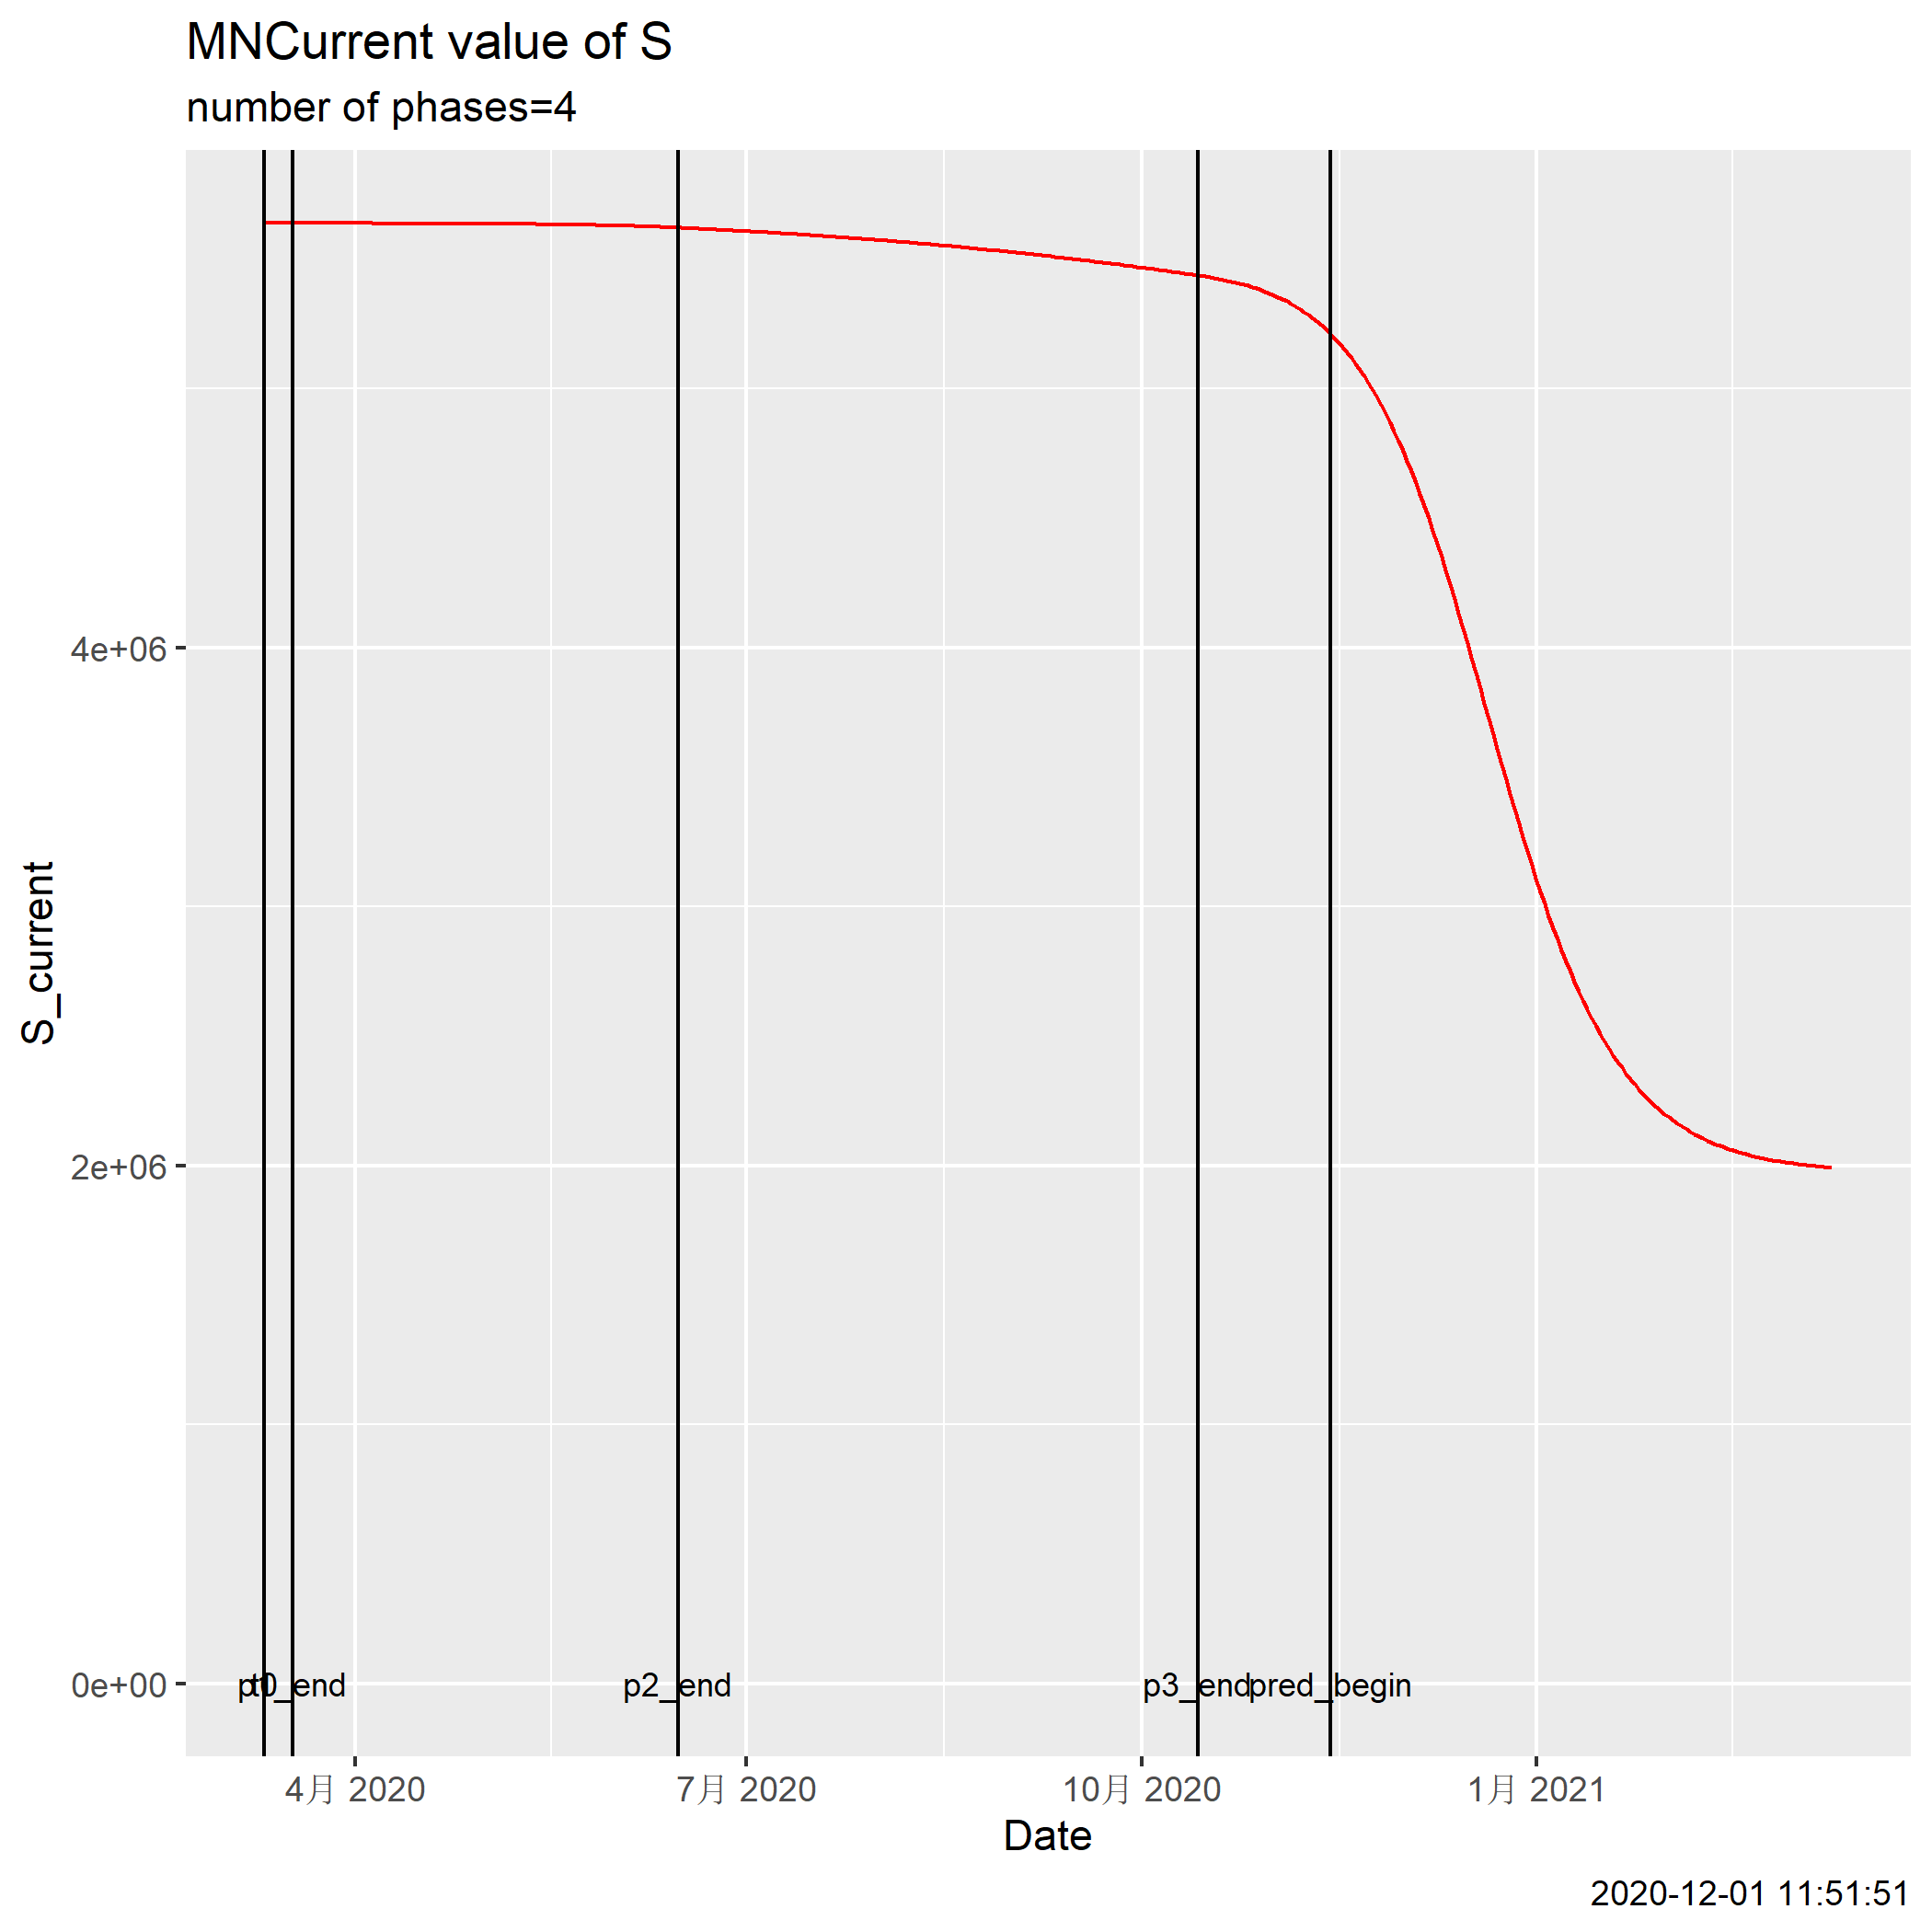 MNCurrent value of S
number of phases=4
S_current
4e+06
2e+06
0e+00
p2_end
p3_end
pred_begin
4月 2020
7月 2020
10月 2020
1月 2021
Date
2020-12-01 11:51:51